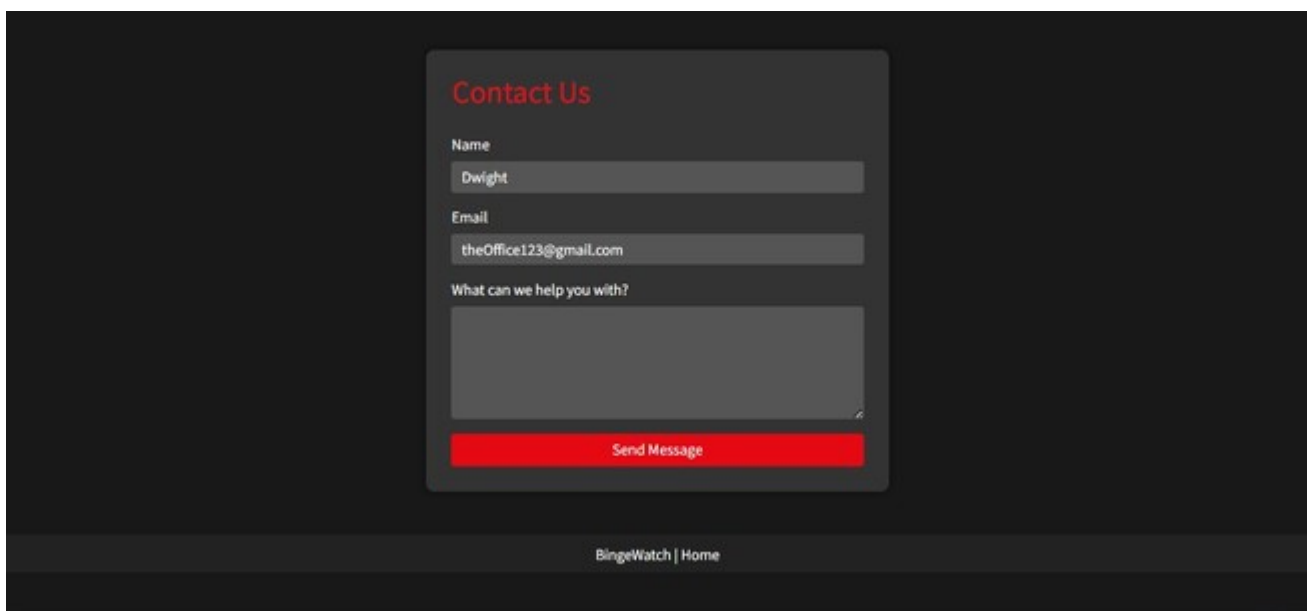 Contact Us
Name
Dwight
Email
theOffice123@gmail.com
What can we help you with?
Send Message
BingeWatch | Home